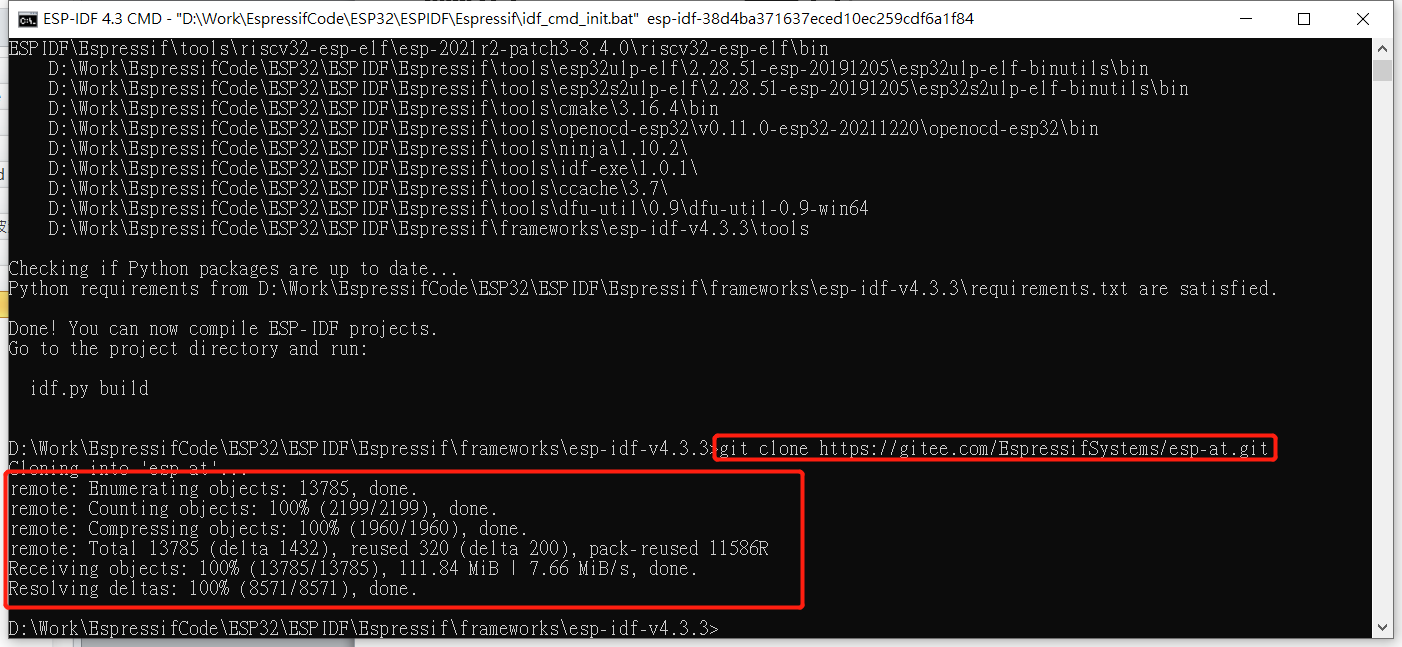 ESP-IDF 4.3 CMD - "D:\Work\EspressifCode\ESP32\ESPIDF\Espressif\idf_cmd_init.bat" esp-idf-38d4ba371637eced10ec259cdf6a1f84
ESPIDF\Espressif\tools\riscv32-esp-elf\esp-2021r2-patch3-8.4.0\riscv32-esp-elf\bin
D:\Work\EspressifCode\ESP32\ESPIDF\Espressif\tools\esp32ulp-elf\2.28.51-esp-20191205\esp32ulp-elf-binutils\bin
D:\Work\EspressifCode\ESP32\ESPIDF\Espressif\tools\esp32s2ulp-elf\2.28.51-esp-20191205\esp32s2ulp-elf-binutils\bin
D:\Work\EspressifCode\ESP32\ESPIDF\Espressif\tools\cmake\3.16.4\bin
D:\Work\EspressifCode\ESP32\ESPIDF\Espressif\tools\openocd-esp32\v0.11.0-esp32-20211220\openocd-esp32\bin
D:\Work\EspressifCode\ESP32\ESPIDF\Espressif\tools\ninja\1.10.2\
D:\Work\EspressifCode\ESP32\ESPIDF\Espressif\tools\idf-exe\1.0.1\
D:\Work\EspressifCode\ESP32\ESPIDF\Espressif\tools\ccache\3.7\
D:\Work\EspressifCode\ESP32\ESPIDF\Espressif\tools\dfu-util\0.9\dfu-util-0.9-win64
D:\Work\EspressifCode\ESP32\ESPIDF\Espressif\frameworks\esp-idf-v4.3.3\tools
Checking if Python packages are up to date...
Python requirements from D:\Work\EspressifCode\ESP32\ESPIDF\Espressif\frameworks\esp-idf-v4.3.3\requirements.txt are satisfied.
Done! You can now compile ESP-IDF projects.
Go to the project directory and run:
idf.py build
D:\Work\EspressifCode\ESP32\ESPIDF\Espressif\frameworks\esp-idf-v4.3.3>git clone https://gitee.com/EspressifSystems/esp-at.git
Cloning into 'esp-at'...
remote: Enumerating objects: 13785, done.
remote: Counting objects: 100% (2199/2199), done.
remote: Compressing objects: 100% (1960/1960), done.
remote: Total 13785 (delta 1432), reused 320 (delta 200), pack-reused 11586R
Receiving objects: 100% (13785/13785), 111.84 MiB | 7.66 MiB/s, done.
Resolving deltas: 100% (8571/8571), done.
D:\Work\EspressifCode\ESP32\ESPIDF\Espressif\frameworks\esp-idf-v4.3.3>